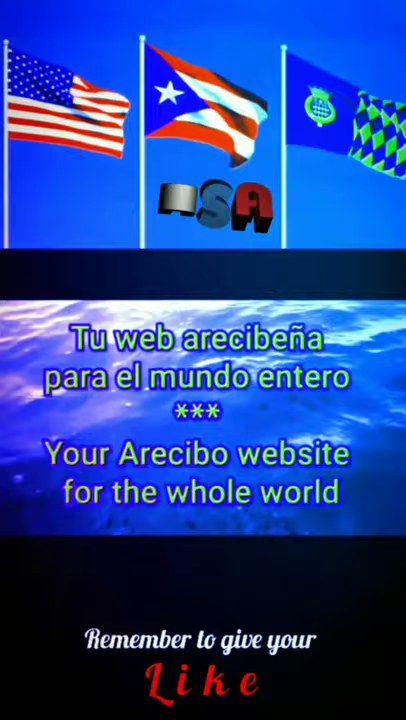 nSA
Tu web arecibeña
para el mundo entero
***
Your Arecibo website
for the whole world
Remember to give your
Like